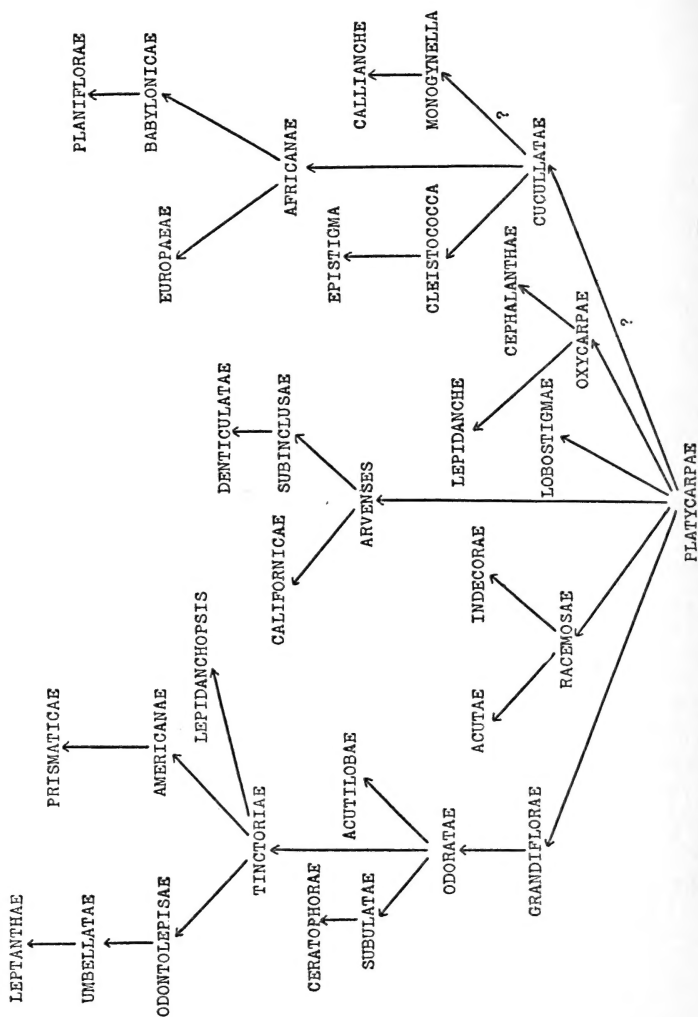 PLANIFLORAE
BABYLONICAE
EUROPAEAE
AFRICANAE
CALLIANCHE
MONOGYNELLA
EPISTIGMA
CLEISTOCOCCA
?
CUCULLATAE
CEPHALANTHAE
OXYCARPAE
?
LEPIDANCHE
LOBOSTIGMAE
DENTICULATAE
SUBINCLUSAE
CALIFORNICAE
ARVENSES
INDECORAE
RACEMOSAE
ACUTAE
PRISMATICAE
AMERICANAE
LEPIDANCHOPSIS
TINCTORIAE
LEPTANTHAE
UMBELLATAE
ODONTOLEPISAE
ACUTILOBAE
CERATOPHORAE
SUBULATAE
ODORATAE
GRANDIFLORAE
PLATYCARPAE